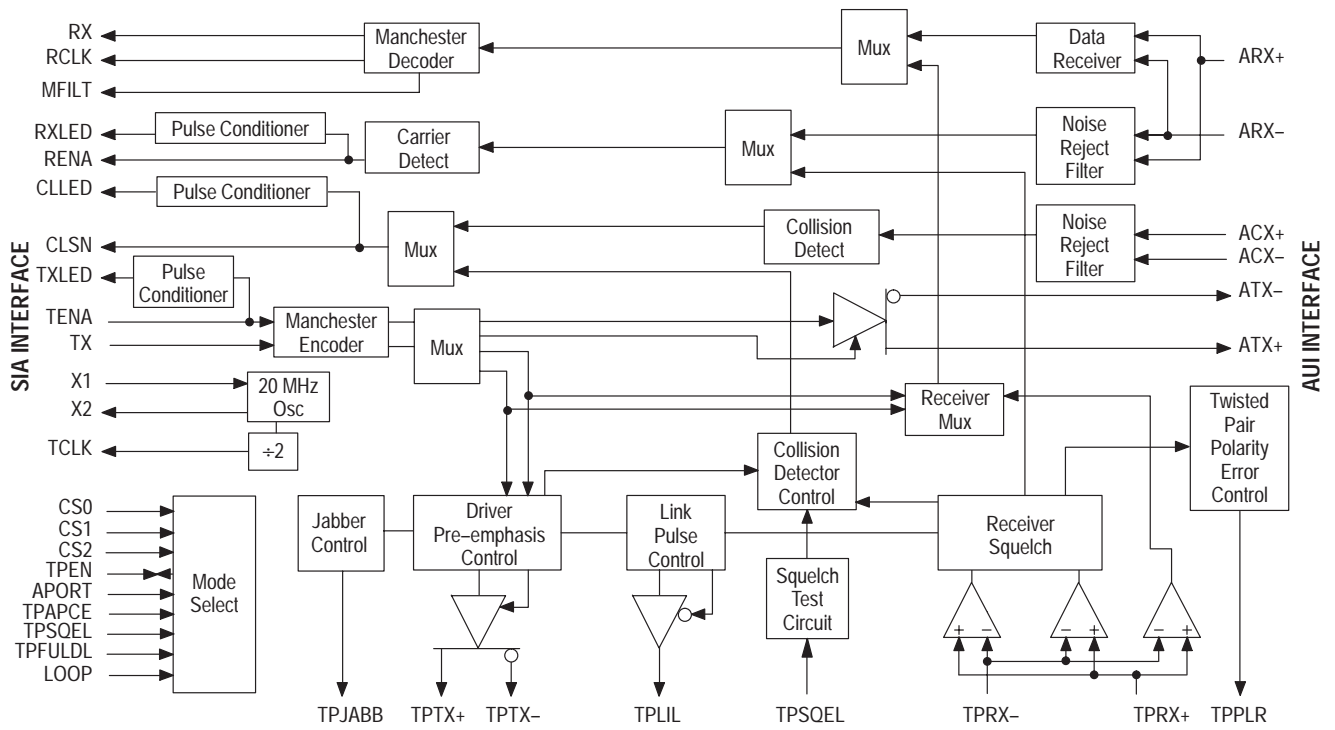 RX
RCLK
MFILT
RXLED
RENA
CLLED
CLSN
TXLED
TENA
TX
X1
X2
TCLK
CS0
CS1
CS2
TPEN
APORT
TPAPCE
TPSQEL
TPFULDL
LOOP
SIA INTERFACE
Manchester
Decoder
Pulse Conditioner
Carrier
Detect
Pulse Conditioner
Mux
Pulse
Conditioner
Manchester
Encoder
Mux
20 MHz
Osc
÷2
Mode
Select
Mux
Mux
Data
Receiver
Noise
Reject
Filter
Collision
Detect
Noise
Reject
Filter
Receiver
Mux
Twisted
Pair
Polarity
Error
Control
Collision
Detector
Control
Jabber
Control
Driver
Pre–emphasis
Control
Link
Pulse
Control
Squelch
Test
Circuit
Receiver
Squelch
+ –
– +
– +
ARX+
ARX–
ACX+
ACX–
ATX–
ATX+
AUI INTERFACE
TPJABB
TPTX+
TPTX–
TPLIL
TPSQEL
TPRX–
TPRX+
TPPLR